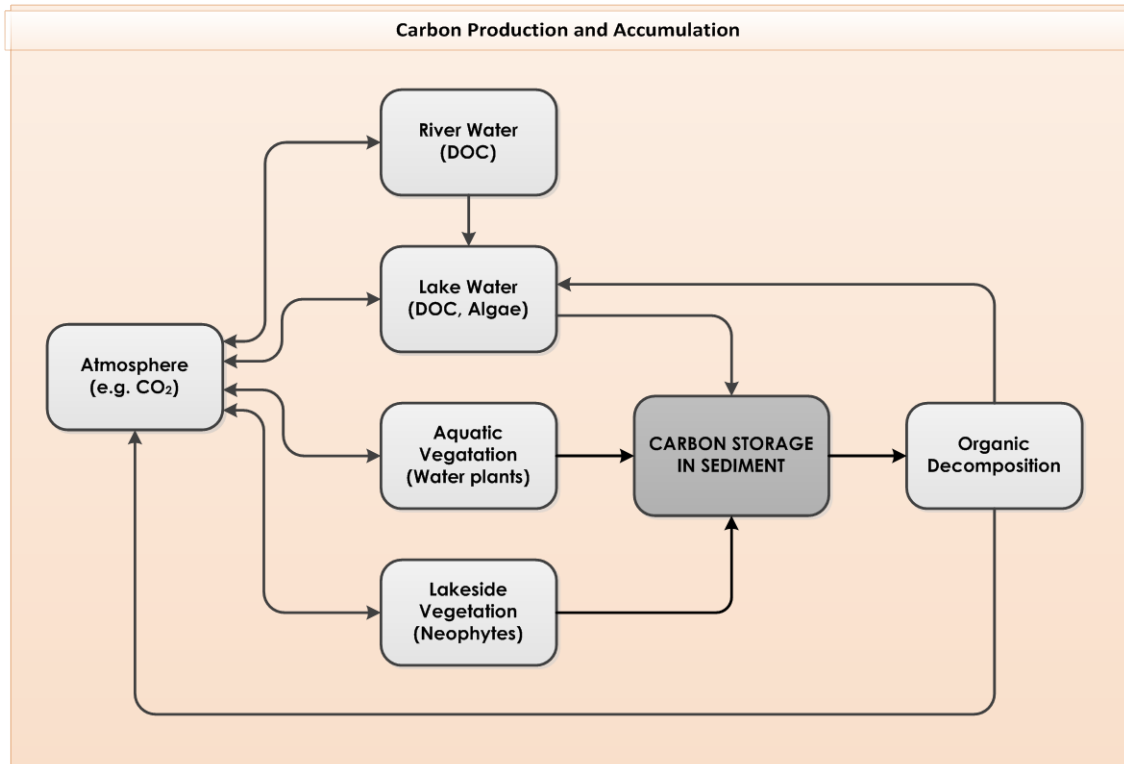 Carbon Production and Accumulation
River Water
(DOC)
Lake Water
(DOC, Algae)
Atmosphere
(e.g. CO₂)
Aquatic
Vegatation
(Water plants)
CARBON STORAGE
IN SEDIMENT
Organic
Decomposition
Lakeside
Vegetation
(Neophytes)